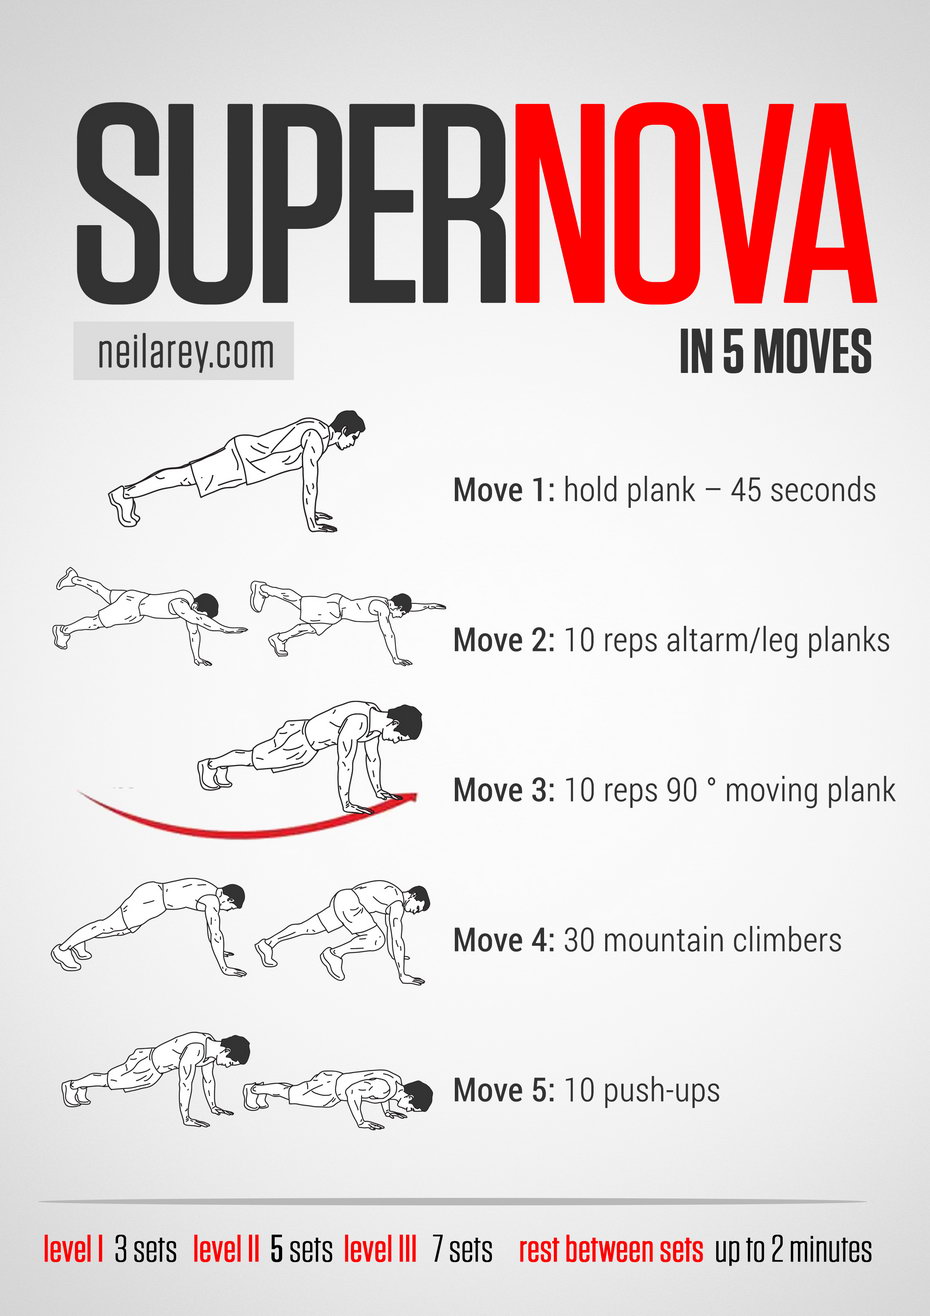 SUPERNOVA
neilarey.com
IN 5 MOVES
Move 1: hold plank – 45 seconds
Move 2: 10 reps altarm/leg planks
Move 3: 10 reps 90 ° moving plank
Move 4: 30 mountain climbers
Move 5: 10 push-ups
level I 3 sets level II 5 sets level III 7 sets rest between sets up to 2 minutes